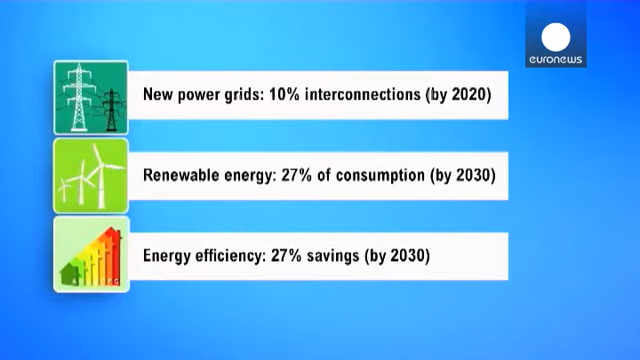 euronews
New power grids: 10% interconnections (by 2020)
Renewable energy: 27% of consumption (by 2030)
Energy efficiency: 27% savings (by 2030)